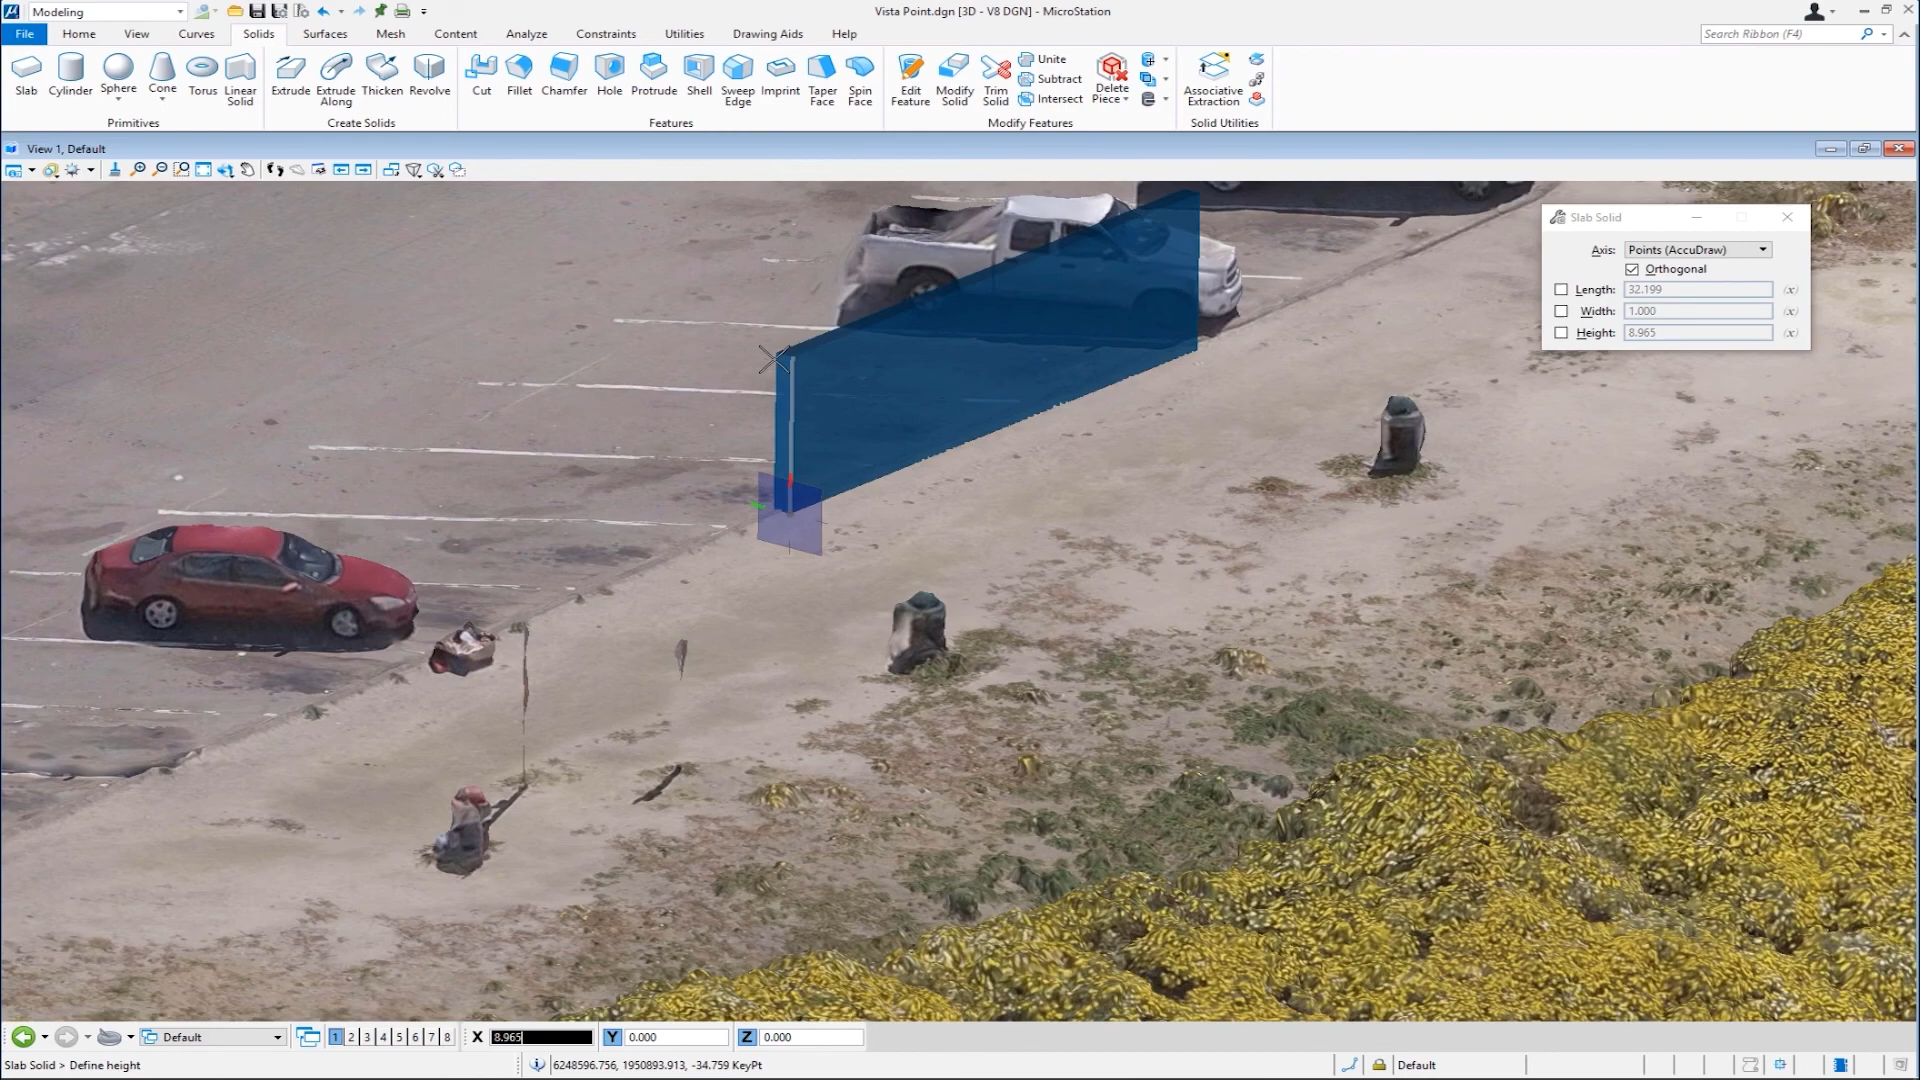 Modeling
Vista Point.dgn [3D - V8 DGN] - MicroStation
File Home View Curves Solids Surfaces Mesh Content Analyze Constraints Utilities Drawing Aids Help
Search Ribbon (F4)
Slab Cylinder Sphere Cone Torus Linear Solid
Extrude Extrude Along Thicken Revolve
Cut Fillet Chamfer Hole Protrude Shell Sweep Edge Imprint Taper Face Spin Face
Edit Feature Modify Solid Trim Solid Unite Subtract Intersect Delete Piece
Associative Extraction
Primitives Create Solids Features Modify Features Solid Utilities
View 1, Default
Slab Solid
Axis: Points (AccuDraw)
Orthogonal
Length: 32.199 (x)
Width: 1.000 (x)
Height: 8.965 (x)
Default 1 2 3 4 5 6 7 8 X 8.965 Y 0.000 Z 0.000
Slab Solid > Define height
6248596.756, 1950893.913, -34.759 KeyPt
Default